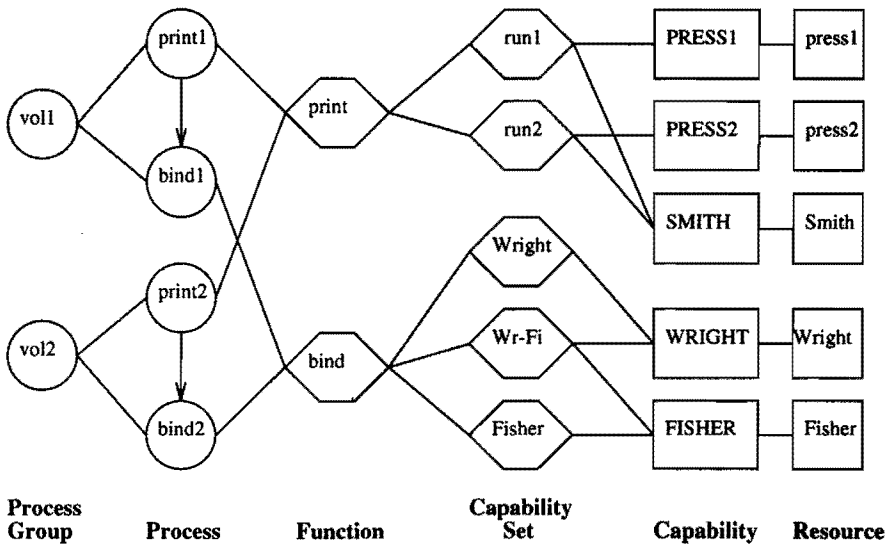 print1
run1
PRESS1
press1
vol1
print
run2
PRESS2
press2
bind1
SMITH
Smith
Wright
print2
vol2
bind
Wr-Fi
WRIGHT
Wright
bind2
Fisher
FISHER
Fisher
Process
Group
Process
Function
Capability
Set
Capability
Resource